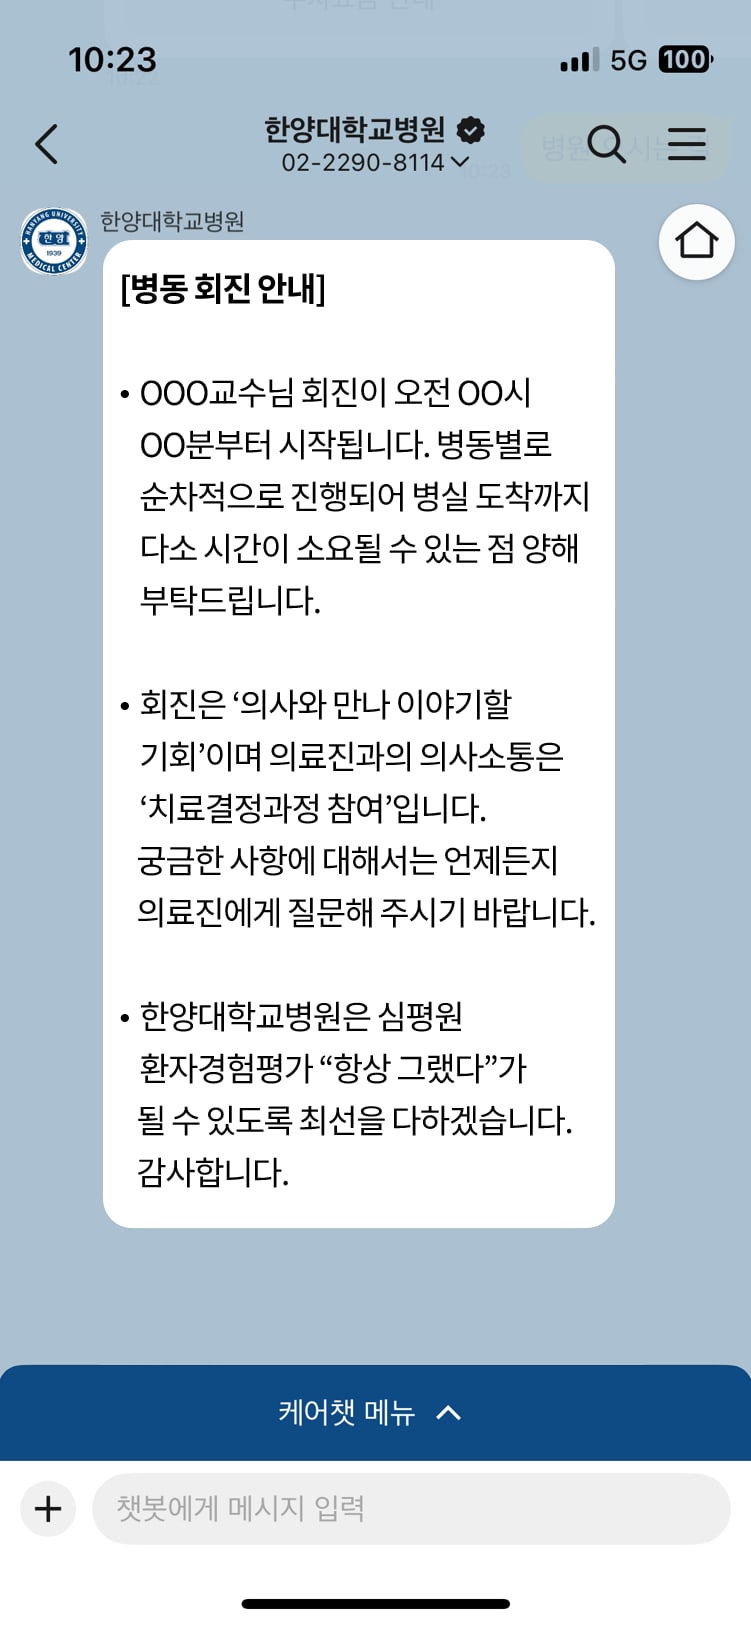 10:23
5G 100
한양대학교병원
02-2290-8114
한양대학교병원
HANYANG UNIVERSITY
한양
1939
MEDICAL CENTER
[병동 회진 안내]
• OOO교수님 회진이 오전 OO시
OO분부터 시작됩니다. 병동별로
순차적으로 진행되어 병실 도착까지
다소 시간이 소요될 수 있는 점 양해
부탁드립니다.
• 회진은 ‘의사와 만나 이야기할
기회’이며 의료진과의 의사소통은
‘치료결정과정 참여’입니다.
궁금한 사항에 대해서는 언제든지
의료진에게 질문해 주시기 바랍니다.
• 한양대학교병원은 심평원
환자경험평가 “항상 그랬다”가
될 수 있도록 최선을 다하겠습니다.
감사합니다.
케어챗 메뉴
챗봇에게 메시지 입력